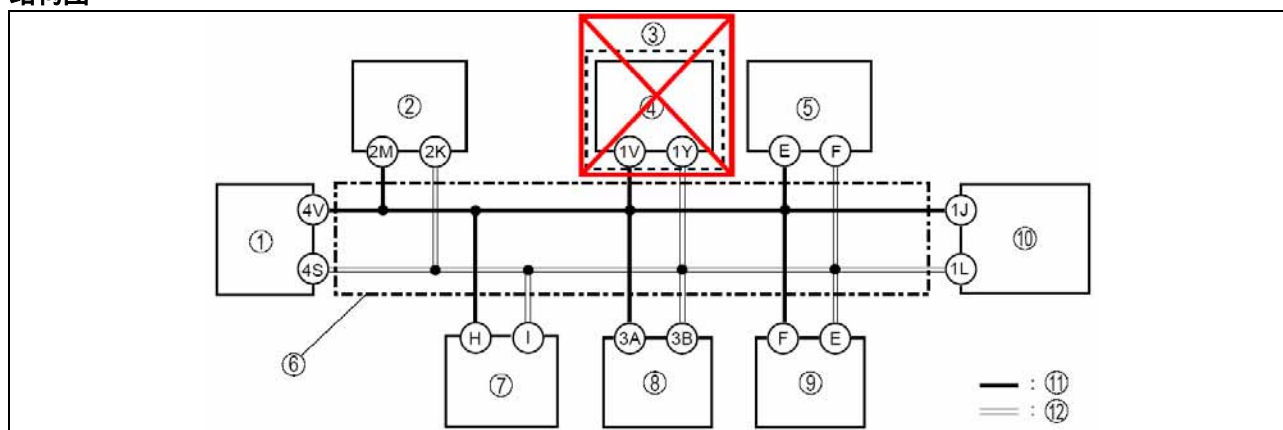 ③
② ④ ⑤
2M 2K 1V 1Y E F
4V 1J
① ⑩
4S 1L
H I 3A 3B F E
⑥ ⑦ ⑧ ⑨
: ⑪
: ⑫